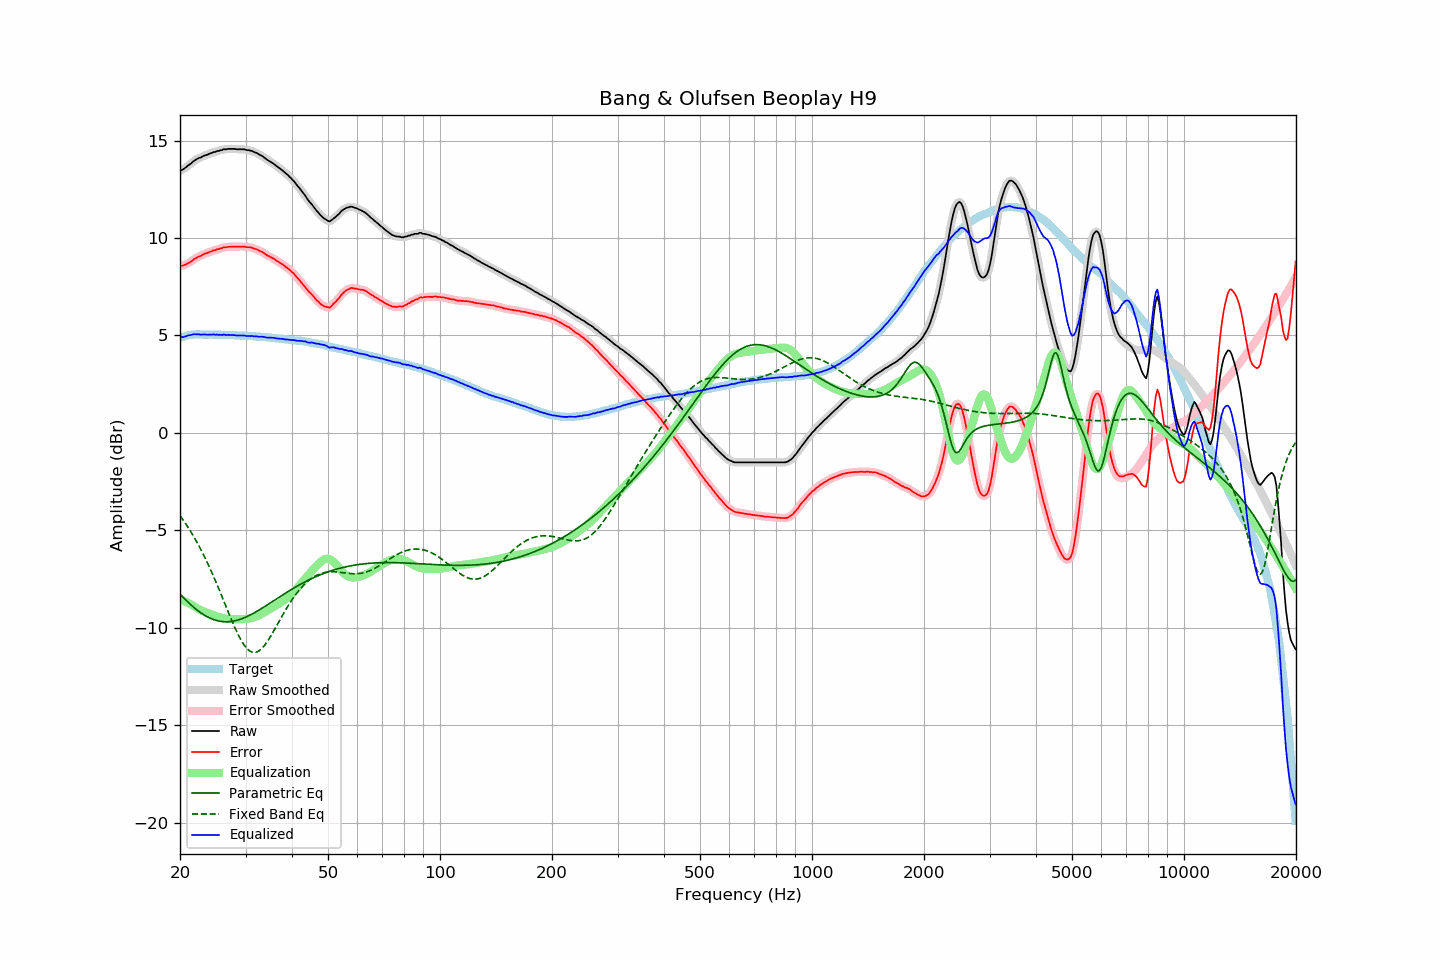 Bang & Olufsen Beoplay H9
Amplitude (dBr)
15
10
5
0
−5
−10
−15
−20
Target
Raw Smoothed
Error Smoothed
Raw
Error
Equalization
Parametric Eq
Fixed Band Eq
Equalized
20 50 100 200 500 1000 2000 5000 10000 20000
Frequency (Hz)